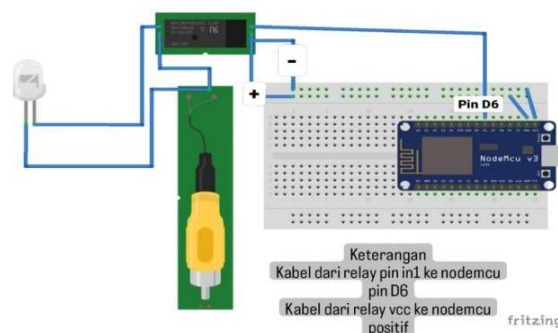 -
+
Pin D6
NodeMcu v3
Keterangan
Kabel dari relay pin in1 ke nodemcu
pin D6
Kabel dari relay vcc ke nodemcu
positif
fritzing